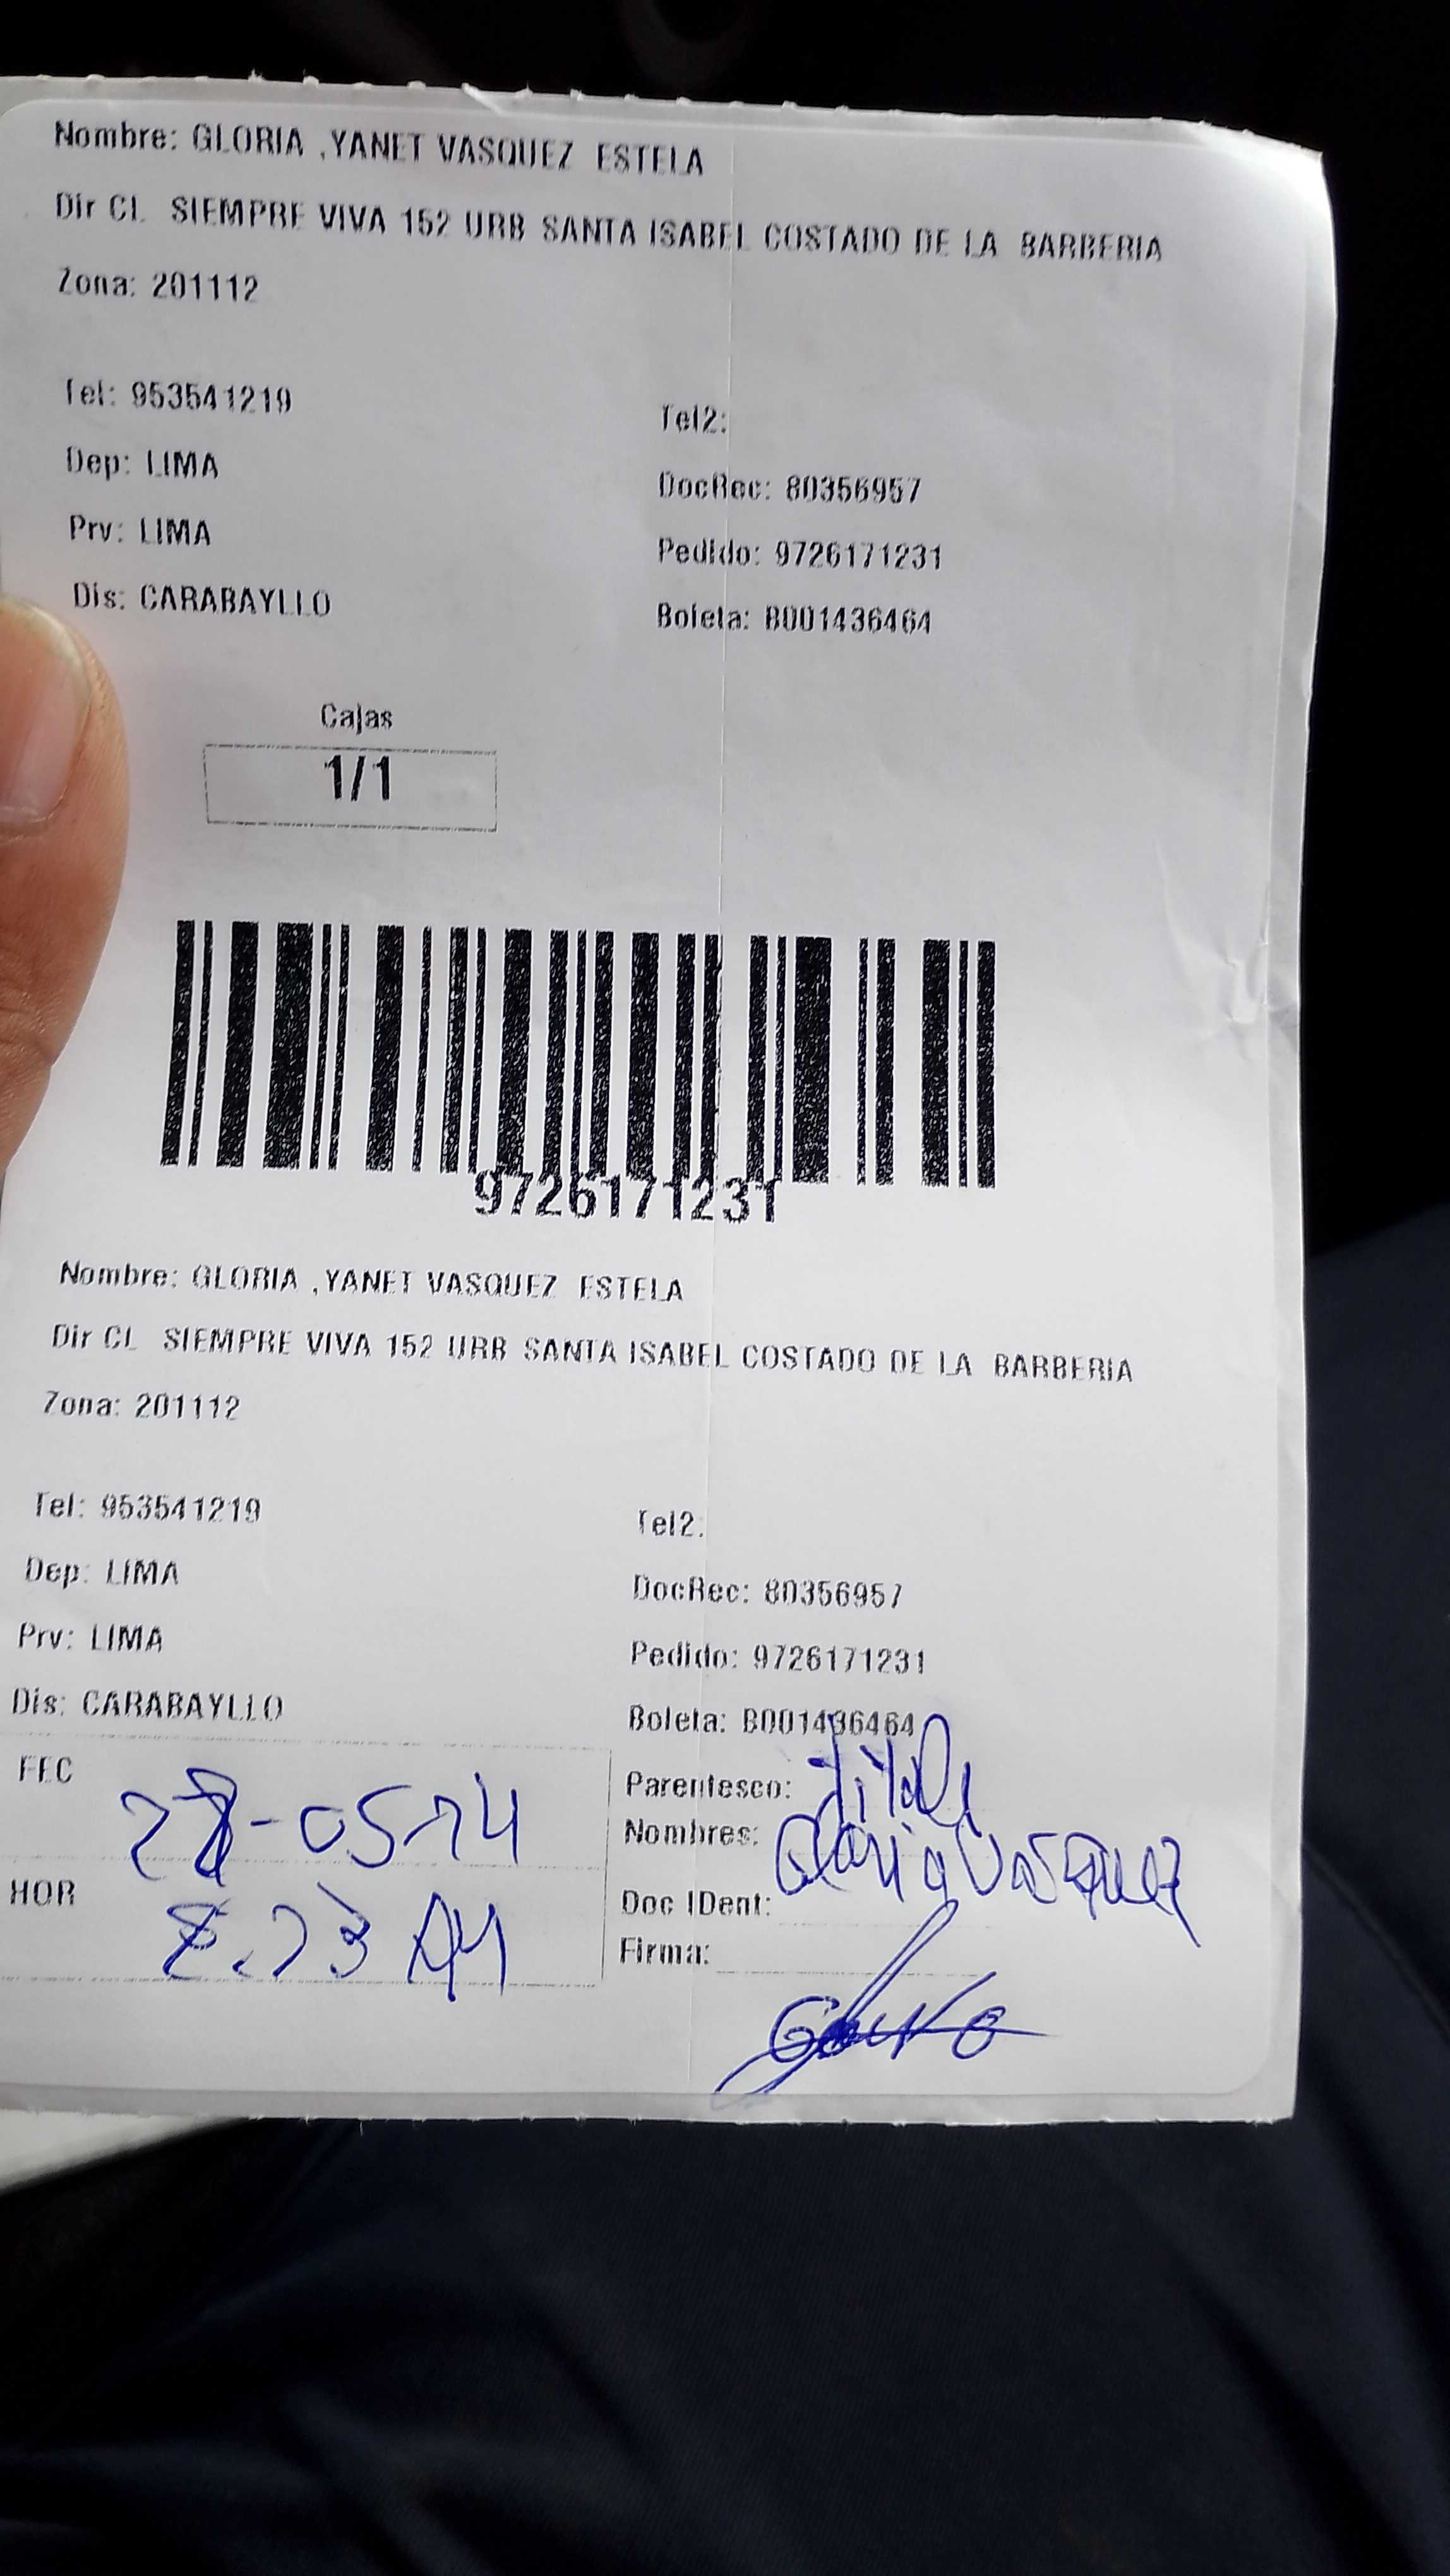 Nombre: GLORIA ,YANET VASQUEZ ESTELA
Dir CL SIEMPRE VIVA 152 URB SANTA ISABEL COSTADO DE LA BARBERIA
Zona: 201112
Tel: 953541219
Tel2:
Dep: LIMA
DocRec: 80356957
Prv: LIMA
Pedido: 9726171231
Dis: CARABAYLLO
Boleta: B001436464
Cajas
1/1
9726171231
Nombre: GLORIA ,YANET VASQUEZ ESTELA
Dir CL SIEMPRE VIVA 152 URB SANTA ISABEL COSTADO DE LA BARBERIA
Zona: 201112
Tel: 953541219
Tel2:
Dep: LIMA
DocRec: 80356957
Prv: LIMA
Pedido: 9726171231
Dis: CARABAYLLO
Boleta: B001436464
FEC
Parentesco: titular
Nombres: Gloria Vasquez
HOR
Doc IDent:
Firma: